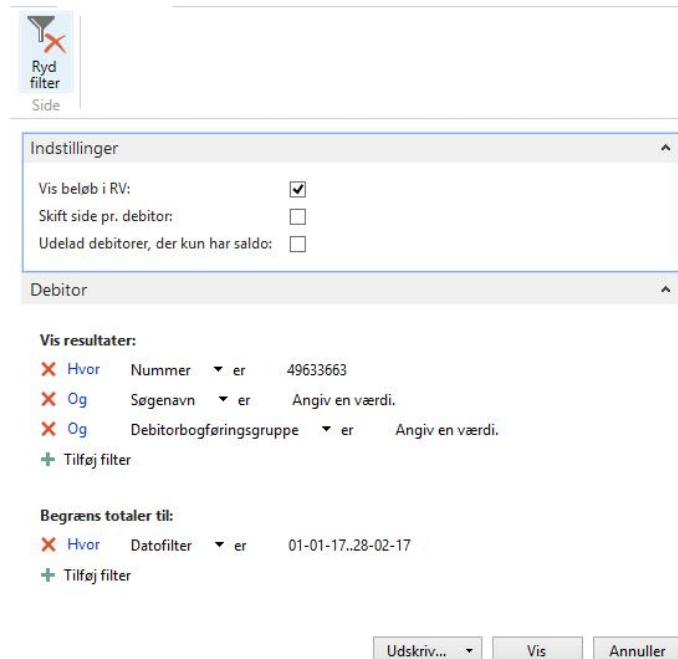 Ryd
filter
Side
Indstillinger
Vis beløb i RV:
Skift side pr. debitor:
Udelad debitorer, der kun har saldo:
Debitor
Vis resultater:
Hvor Nummer er 49633663
Og Søgenavn er Angiv en værdi.
Og Debitorbogføringsgruppe er Angiv en værdi.
Tilføj filter
Begræns totaler til:
Hvor Datofilter er 01-01-17..28-02-17
Tilføj filter
Udskriv... Vis Annuller